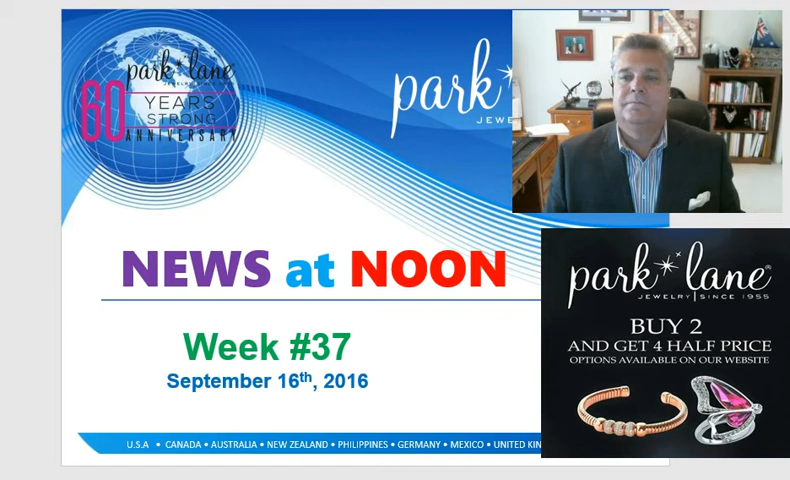 park lane
JEWELRY
60
YEARS
STRONG
ANNIVERSARY
park
JEWE
NEWS at NOON
Week #37
September 16th, 2016
U.S.A • CANADA • AUSTRALIA • NEW ZEALAND • PHILIPPINES • GERMANY • MEXICO • UNITED KIN
park lane®
JEWELRY | SINCE 1955
BUY 2
AND GET 4 HALF PRICE
OPTIONS AVAILABLE ON OUR WEBSITE